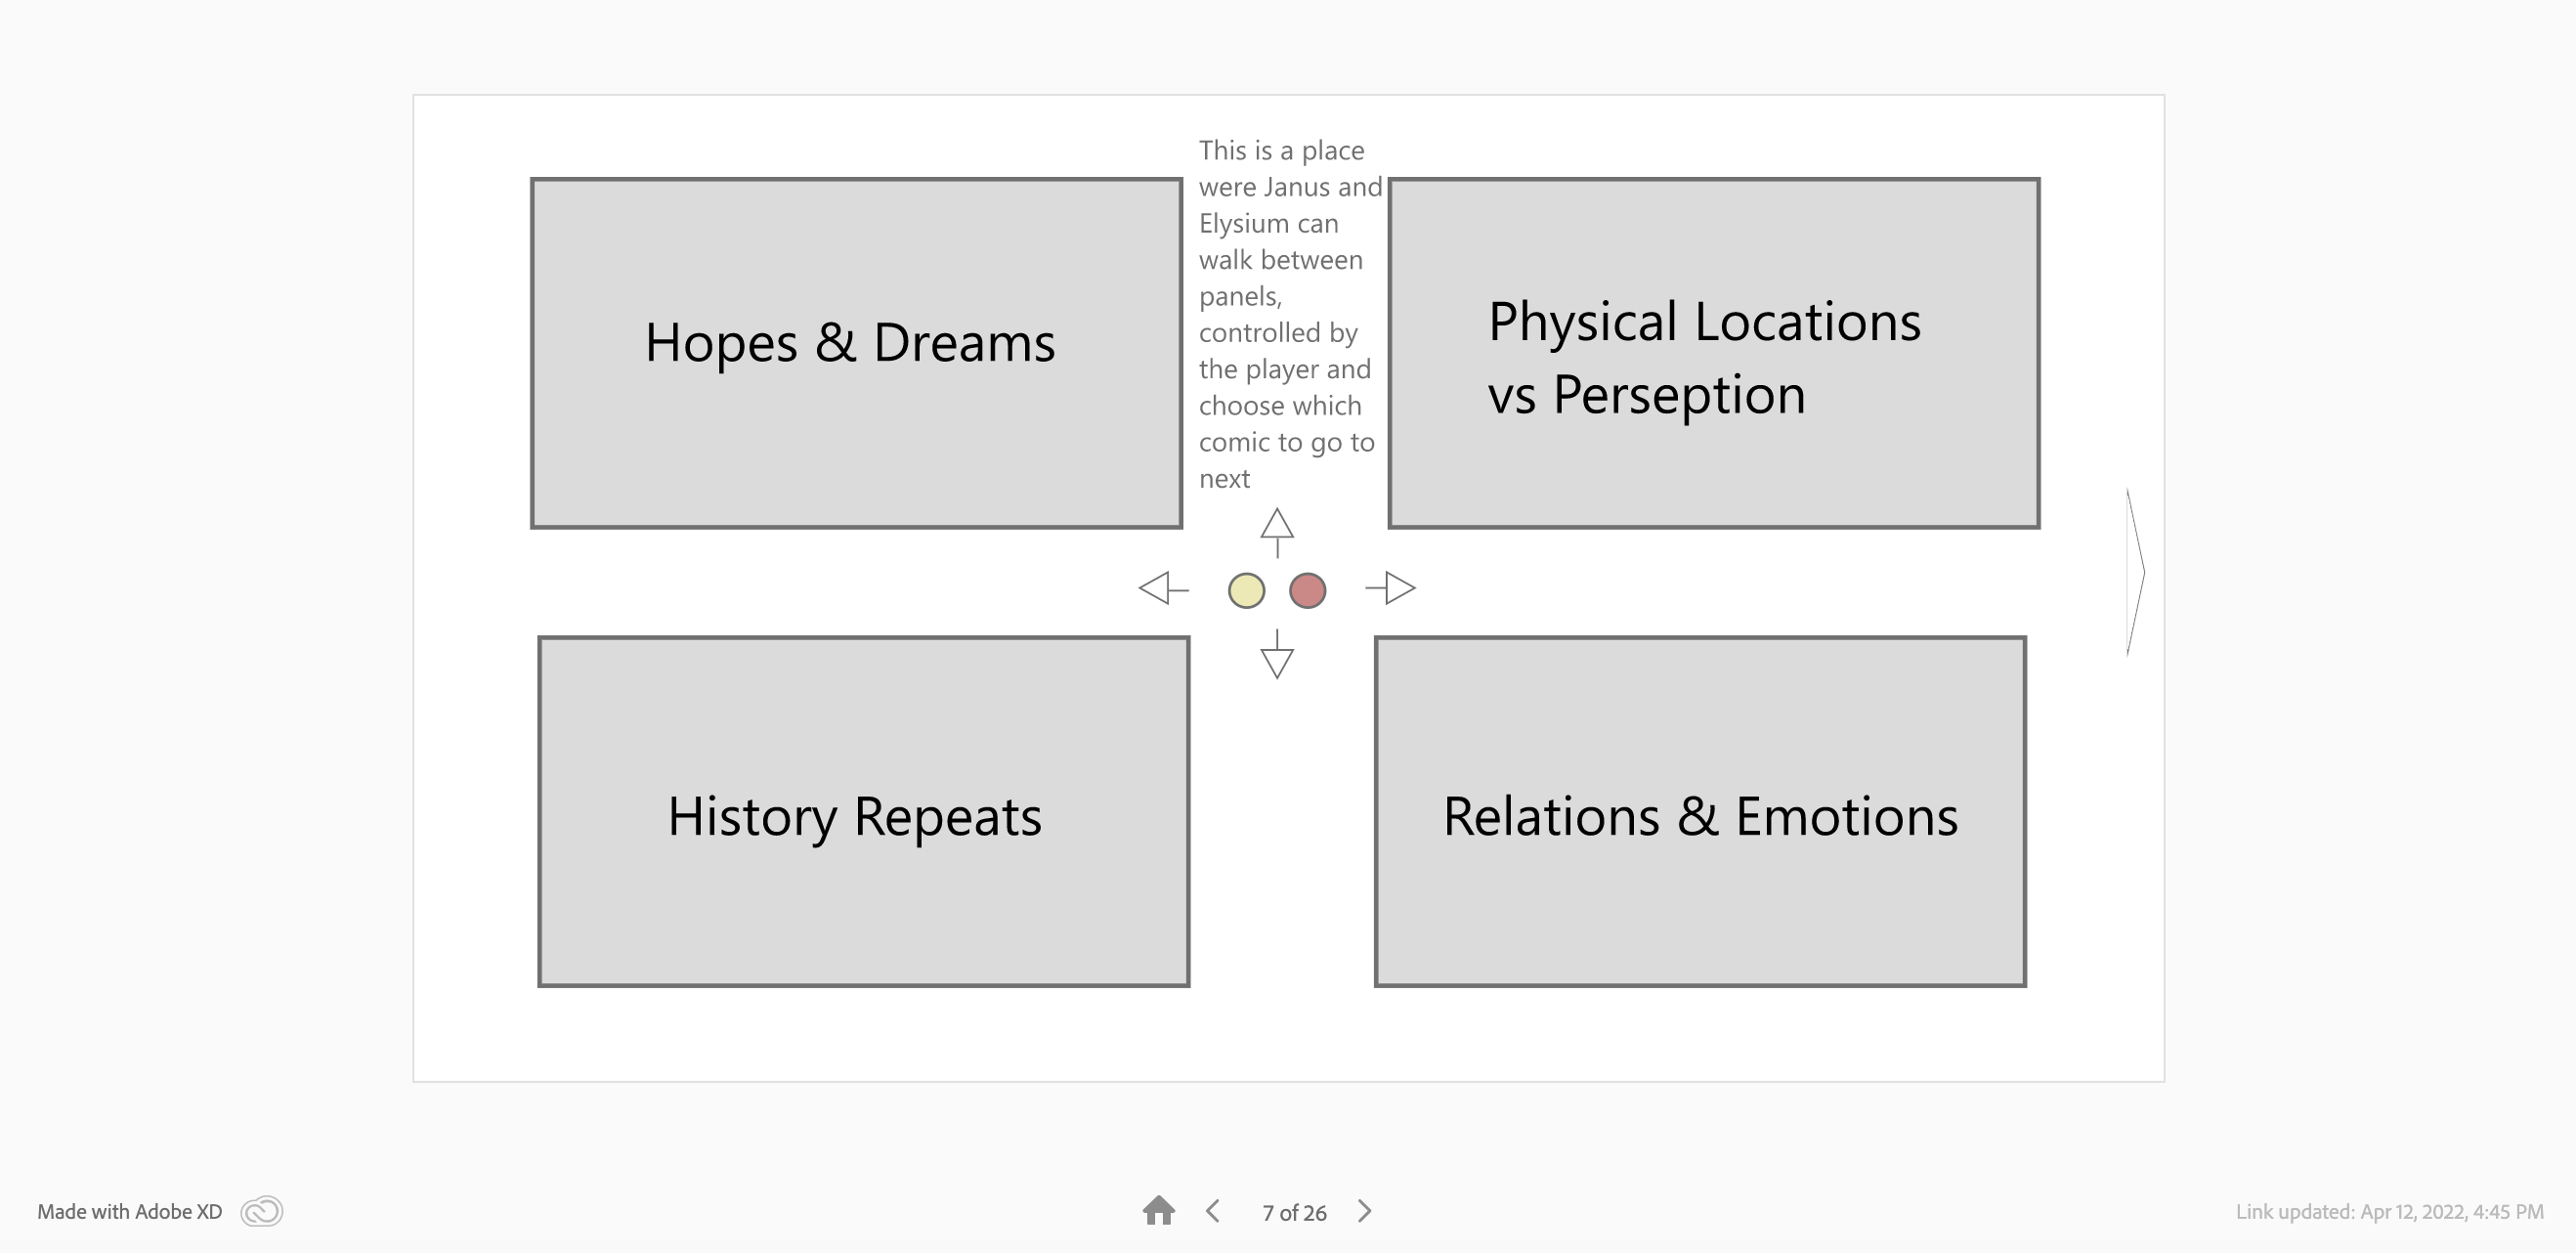 Hopes & Dreams
This is a place
were Janus and
Elysium can
walk between
panels,
controlled by
the player and
choose which
comic to go to
next
Physical Locations
vs Perseption
History Repeats
Relations & Emotions
Made with Adobe XD
7 of 26
Link updated: Apr 12, 2022, 4:45 PM